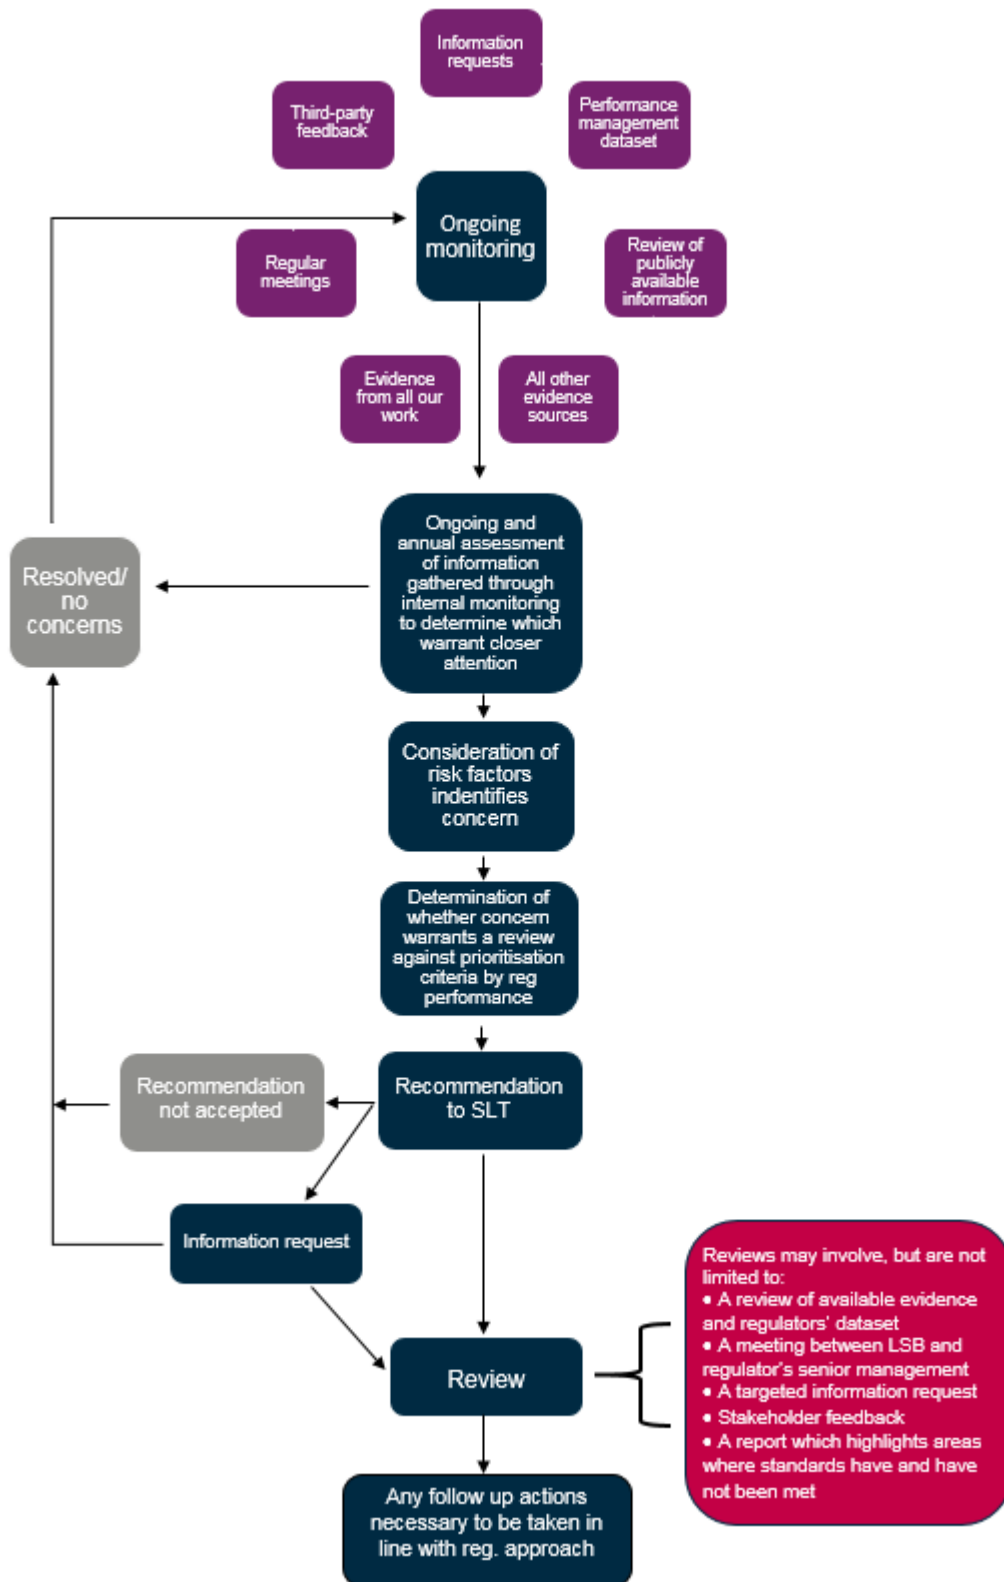 Information
requests
Third-party
feedback
Performance
management
dataset
Ongoing
monitoring
Regular
meetings
Review of
publicly
available
information
Evidence
from all our
work
All other
evidence
sources
Ongoing and
annual assessment
of information
gathered through
internal monitoring
to determine which
warrant closer
attention
Resolved/
no
concerns
Consideration of
risk factors
indentifies
concern
Determination of
whether concern
warrants a review
against prioritisation
criteria by reg
performance
Recommendation
not accepted
Recommendation
to SLT
Information request
Review
Reviews may involve, but are not
limited to:
• A review of available evidence
and regulators' dataset
• A meeting between LSB and
regulator's senior management
• A targeted information request
• Stakeholder feedback
• A report which highlights areas
where standards have and have
not been met
Any follow up actions
necessary to be taken in
line with reg. approach